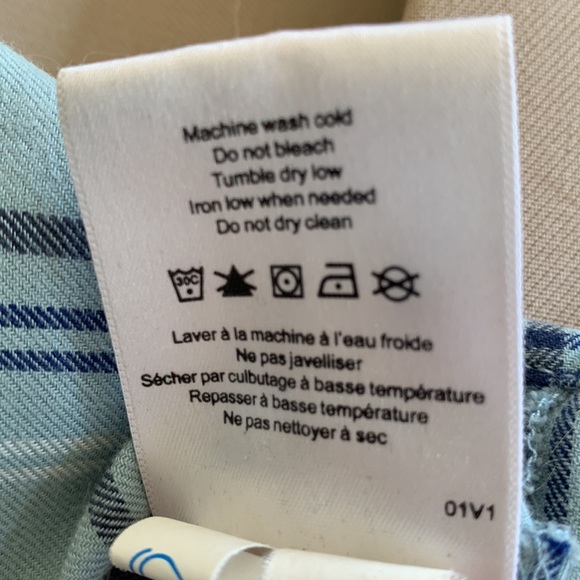 Machine wash cold
Do not bleach
Tumble dry low
Iron low when needed
Do not dry clean
30C
Laver à la machine à l'eau froide
Ne pas javelliser
Sécher par culbutage à basse température
Repasser à basse température
Ne pas nettoyer à sec
01V1